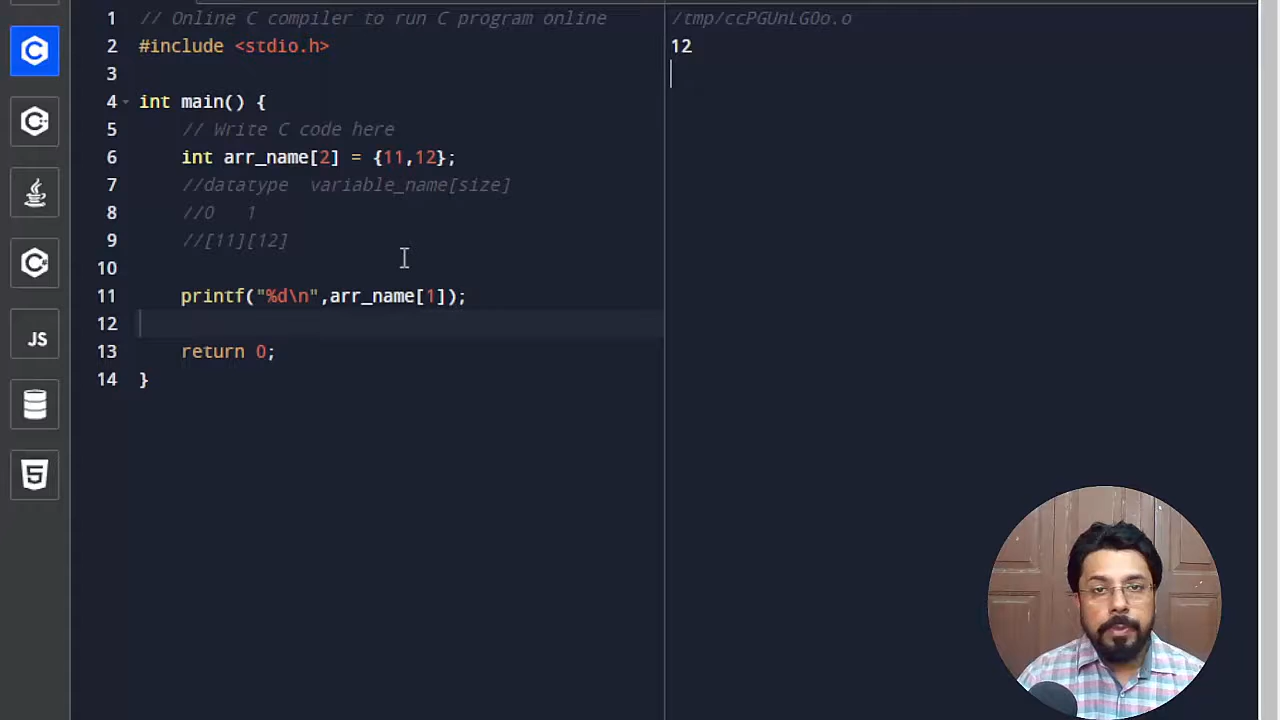 1 // Online C compiler to run C program online
2 #include <stdio.h>
3
4 int main() {
5 // Write C code here
6 int arr_name[2] = {11,12};
7 //datatype  variable_name[size]
8 //0   1
9 //[11][12]
10
11 printf("%d\n",arr_name[1]);
12
13 return 0;
14 }
/tmp/ccPGUnLGOo.o
12
C
C++
Java
C#
JS
5